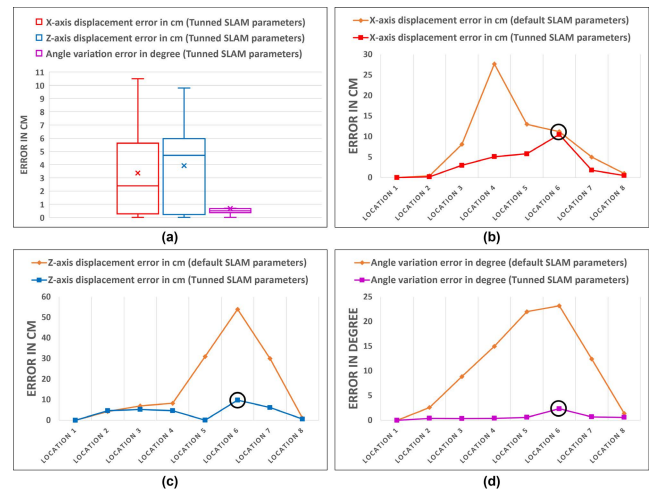 X-axis displacement error in cm (Tunned SLAM parameters)
Z-axis displacement error in cm (Tunned SLAM parameters)
Angle variation error in degree (Tunned SLAM parameters)
11
10
9
8
7
6
5
4
3
2
1
0
ERROR IN CM
(a)
X-axis displacement error in cm (default SLAM parameters)
X-axis displacement error in cm (Tunned SLAM parameters)
30
25
20
15
10
5
0
ERROR IN CM
LOCATION 1
LOCATION 2
LOCATION 3
LOCATION 4
LOCATION 5
LOCATION 6
LOCATION 7
LOCATION 8
(b)
Z-axis displacement error in cm (default SLAM parameters)
Z-axis displacement error in cm (Tunned SLAM parameters)
60
50
40
30
20
10
0
ERROR IN CM
LOCATION 1
LOCATION 2
LOCATION 3
LOCATION 4
LOCATION 5
LOCATION 6
LOCATION 7
LOCATION 8
(c)
Angle variation error in degree (default SLAM parameters)
Angle variation error in degree (Tunned SLAM Parameters)
25
20
15
10
5
0
ERROR IN DEGREE
LOCATION 1
LOCATION 2
LOCATION 3
LOCATION 4
LOCATION 5
LOCATION 6
LOCATION 7
LOCATION 8
(d)